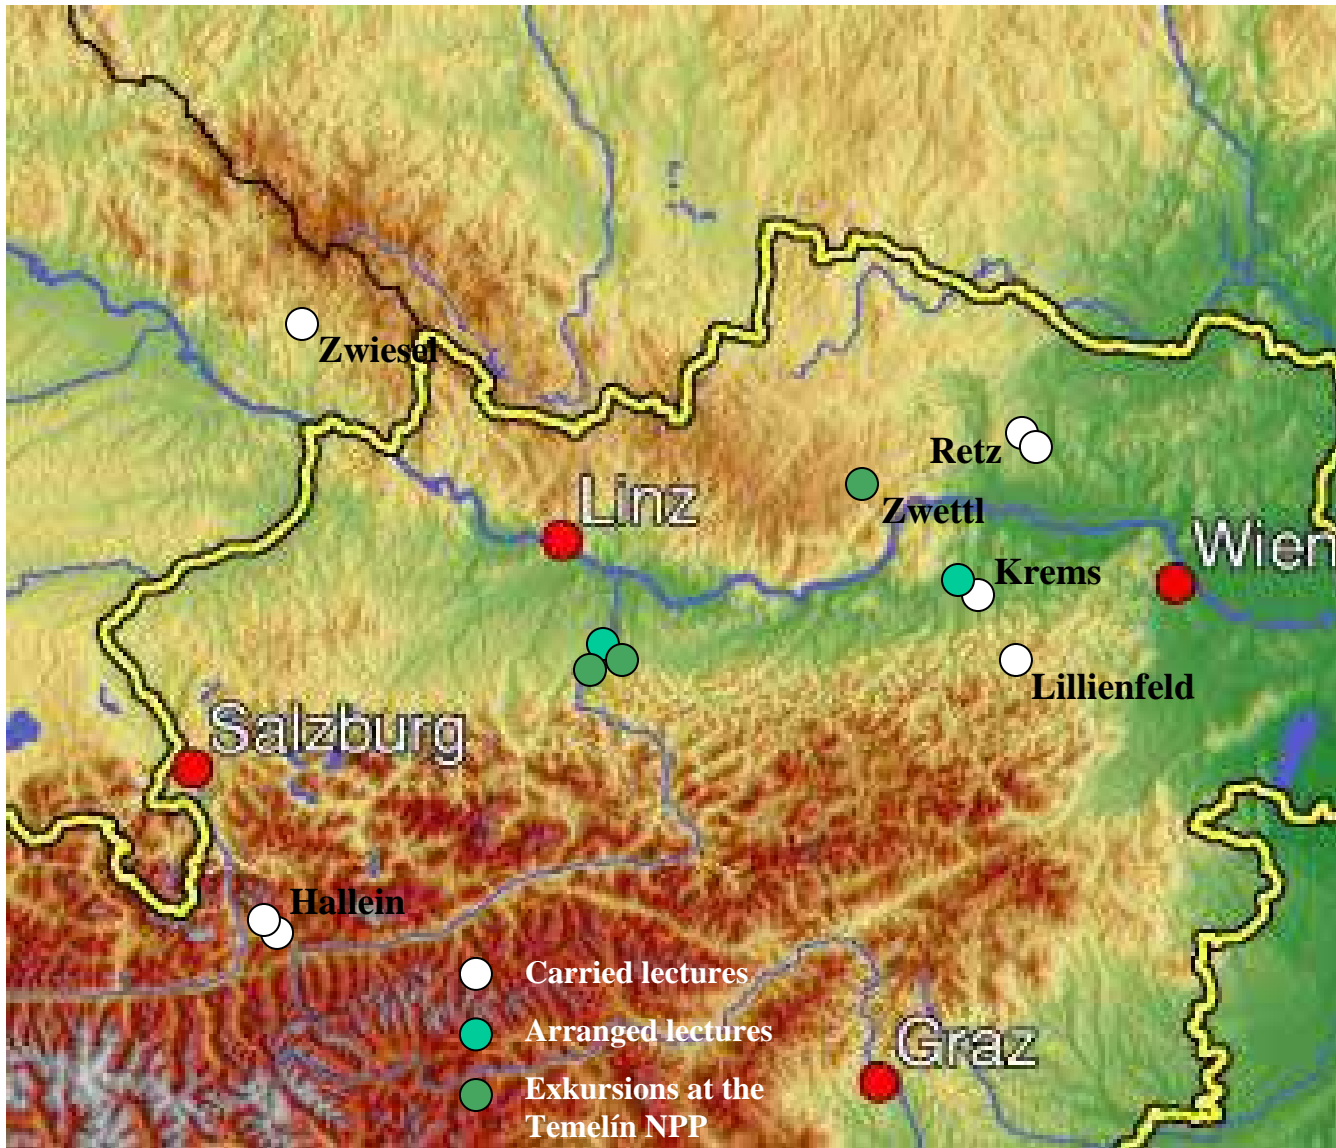 Zwiesel
Retz
Linz
Zwettl
Wien
Krems
Lillienfeld
Salzburg
Hallein
Carried lectures
Arranged lectures
Graz
Exkursions at the
Temelín NPP